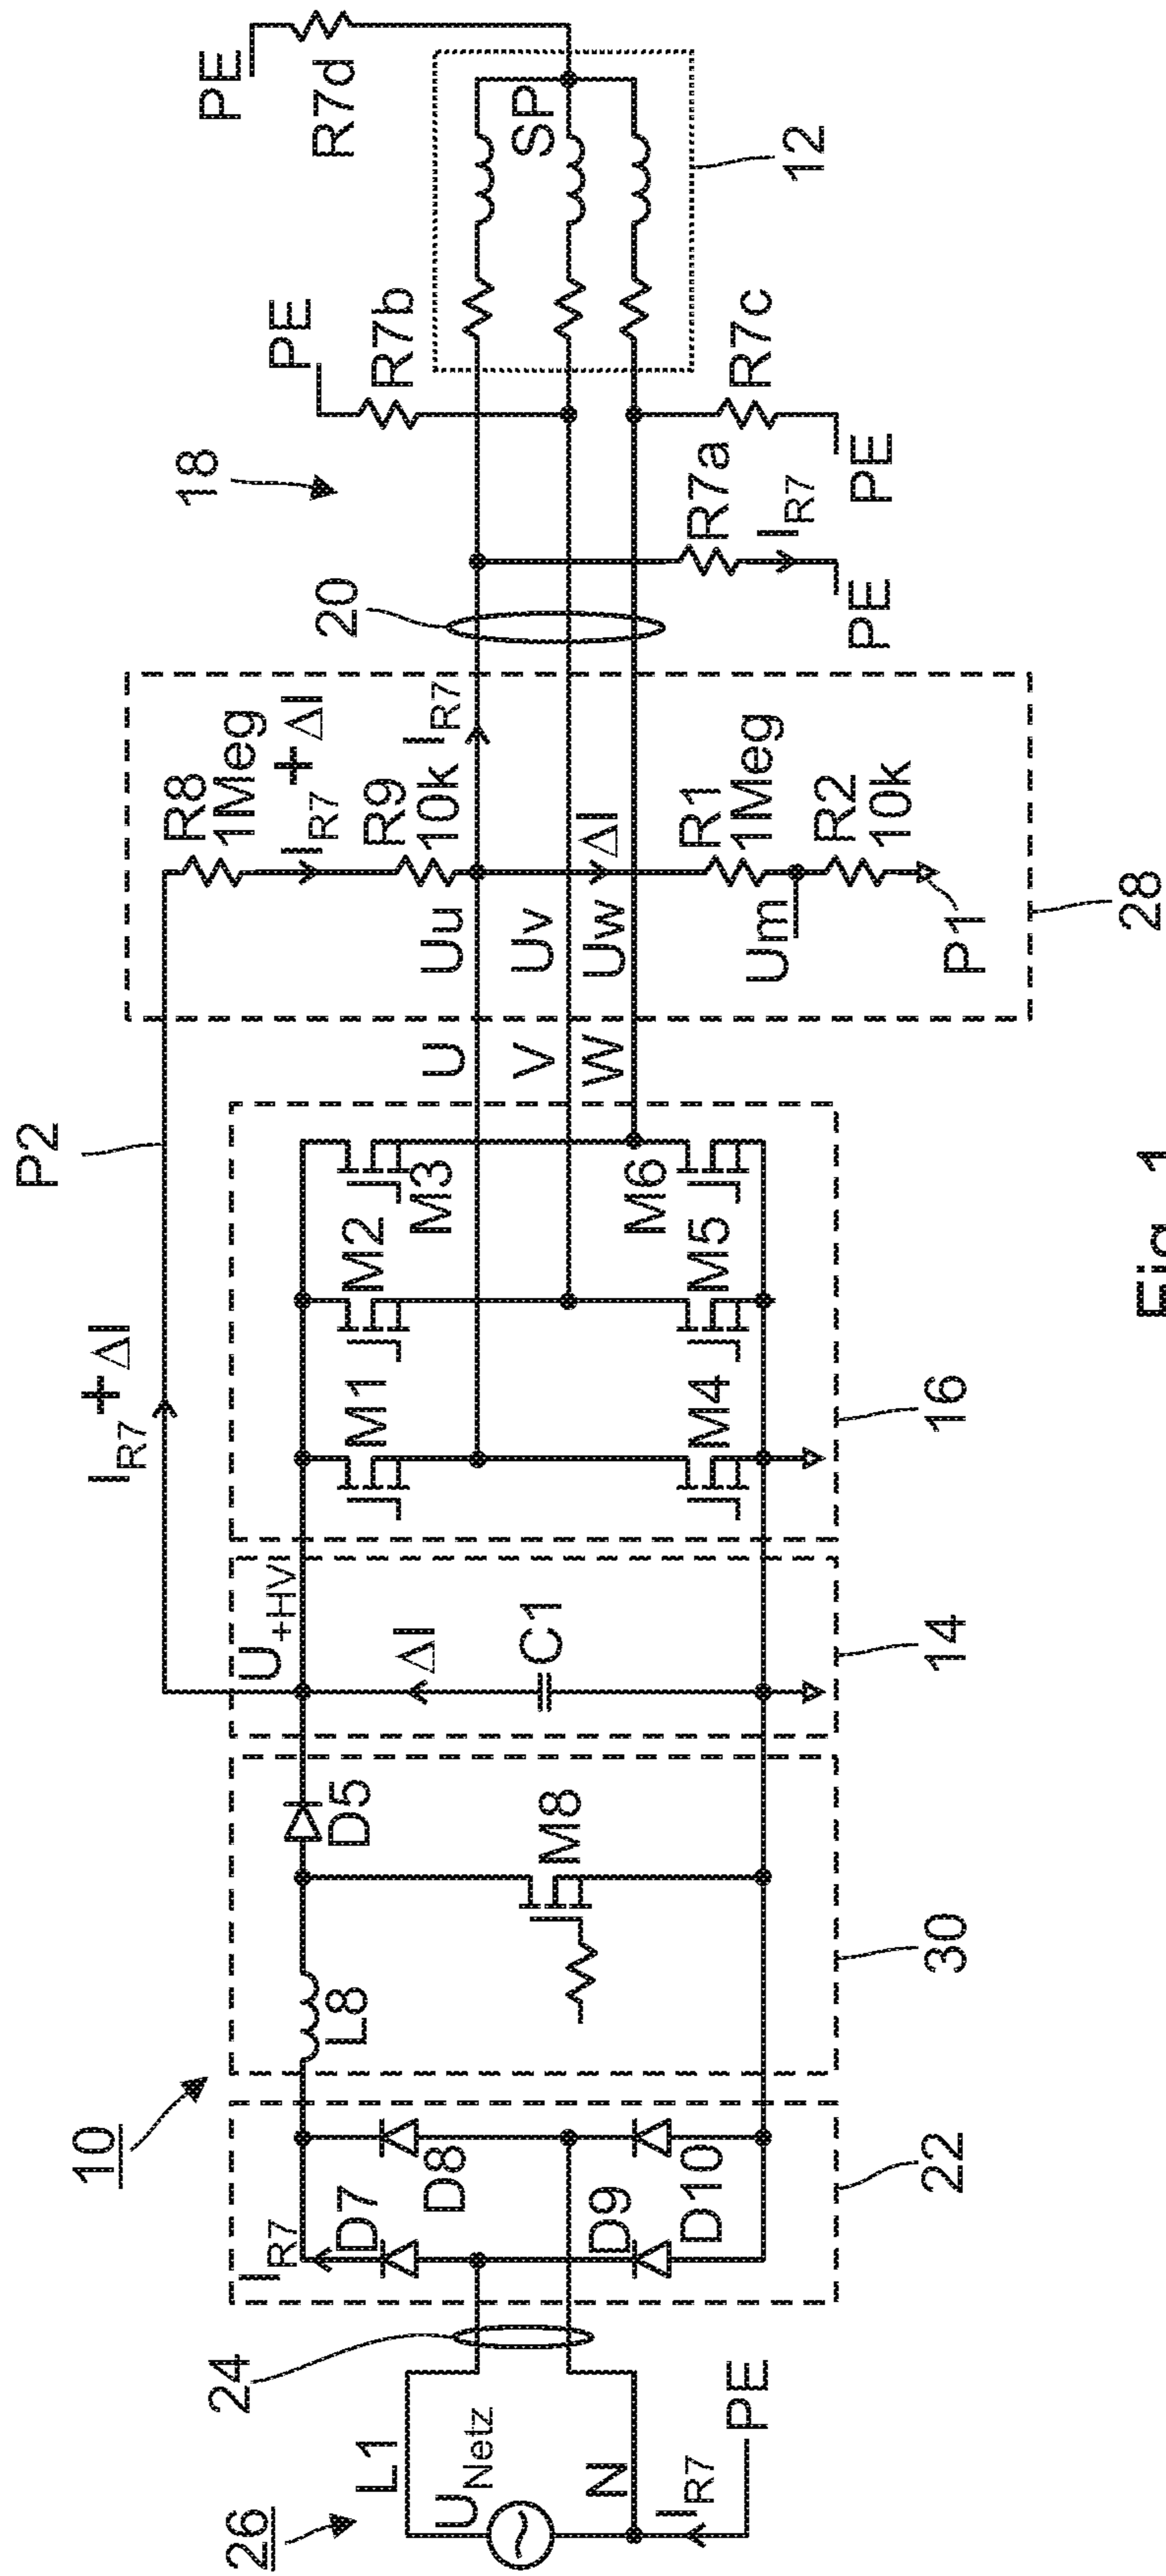 10
26
L1
U_Netz
N
I_R7
PE
24
I_R7
D7
D8
D9
D10
22
L8
D5
M8
30
I_R7 + ΔI
P2
U_+HV
ΔI
C1
14
M1
M2
M3
M4
M5
M6
16
U
V
W
Uu
Uv
Uw
R8
1Meg
I_R7 + ΔI
R9
10k
I_R7
ΔI
R1
1Meg
Um
R2
10k
P1
28
20
18
PE
R7b
R7a
I_R7
PE
R7c
PE
PE
R7d
SP
12
Fig. 1